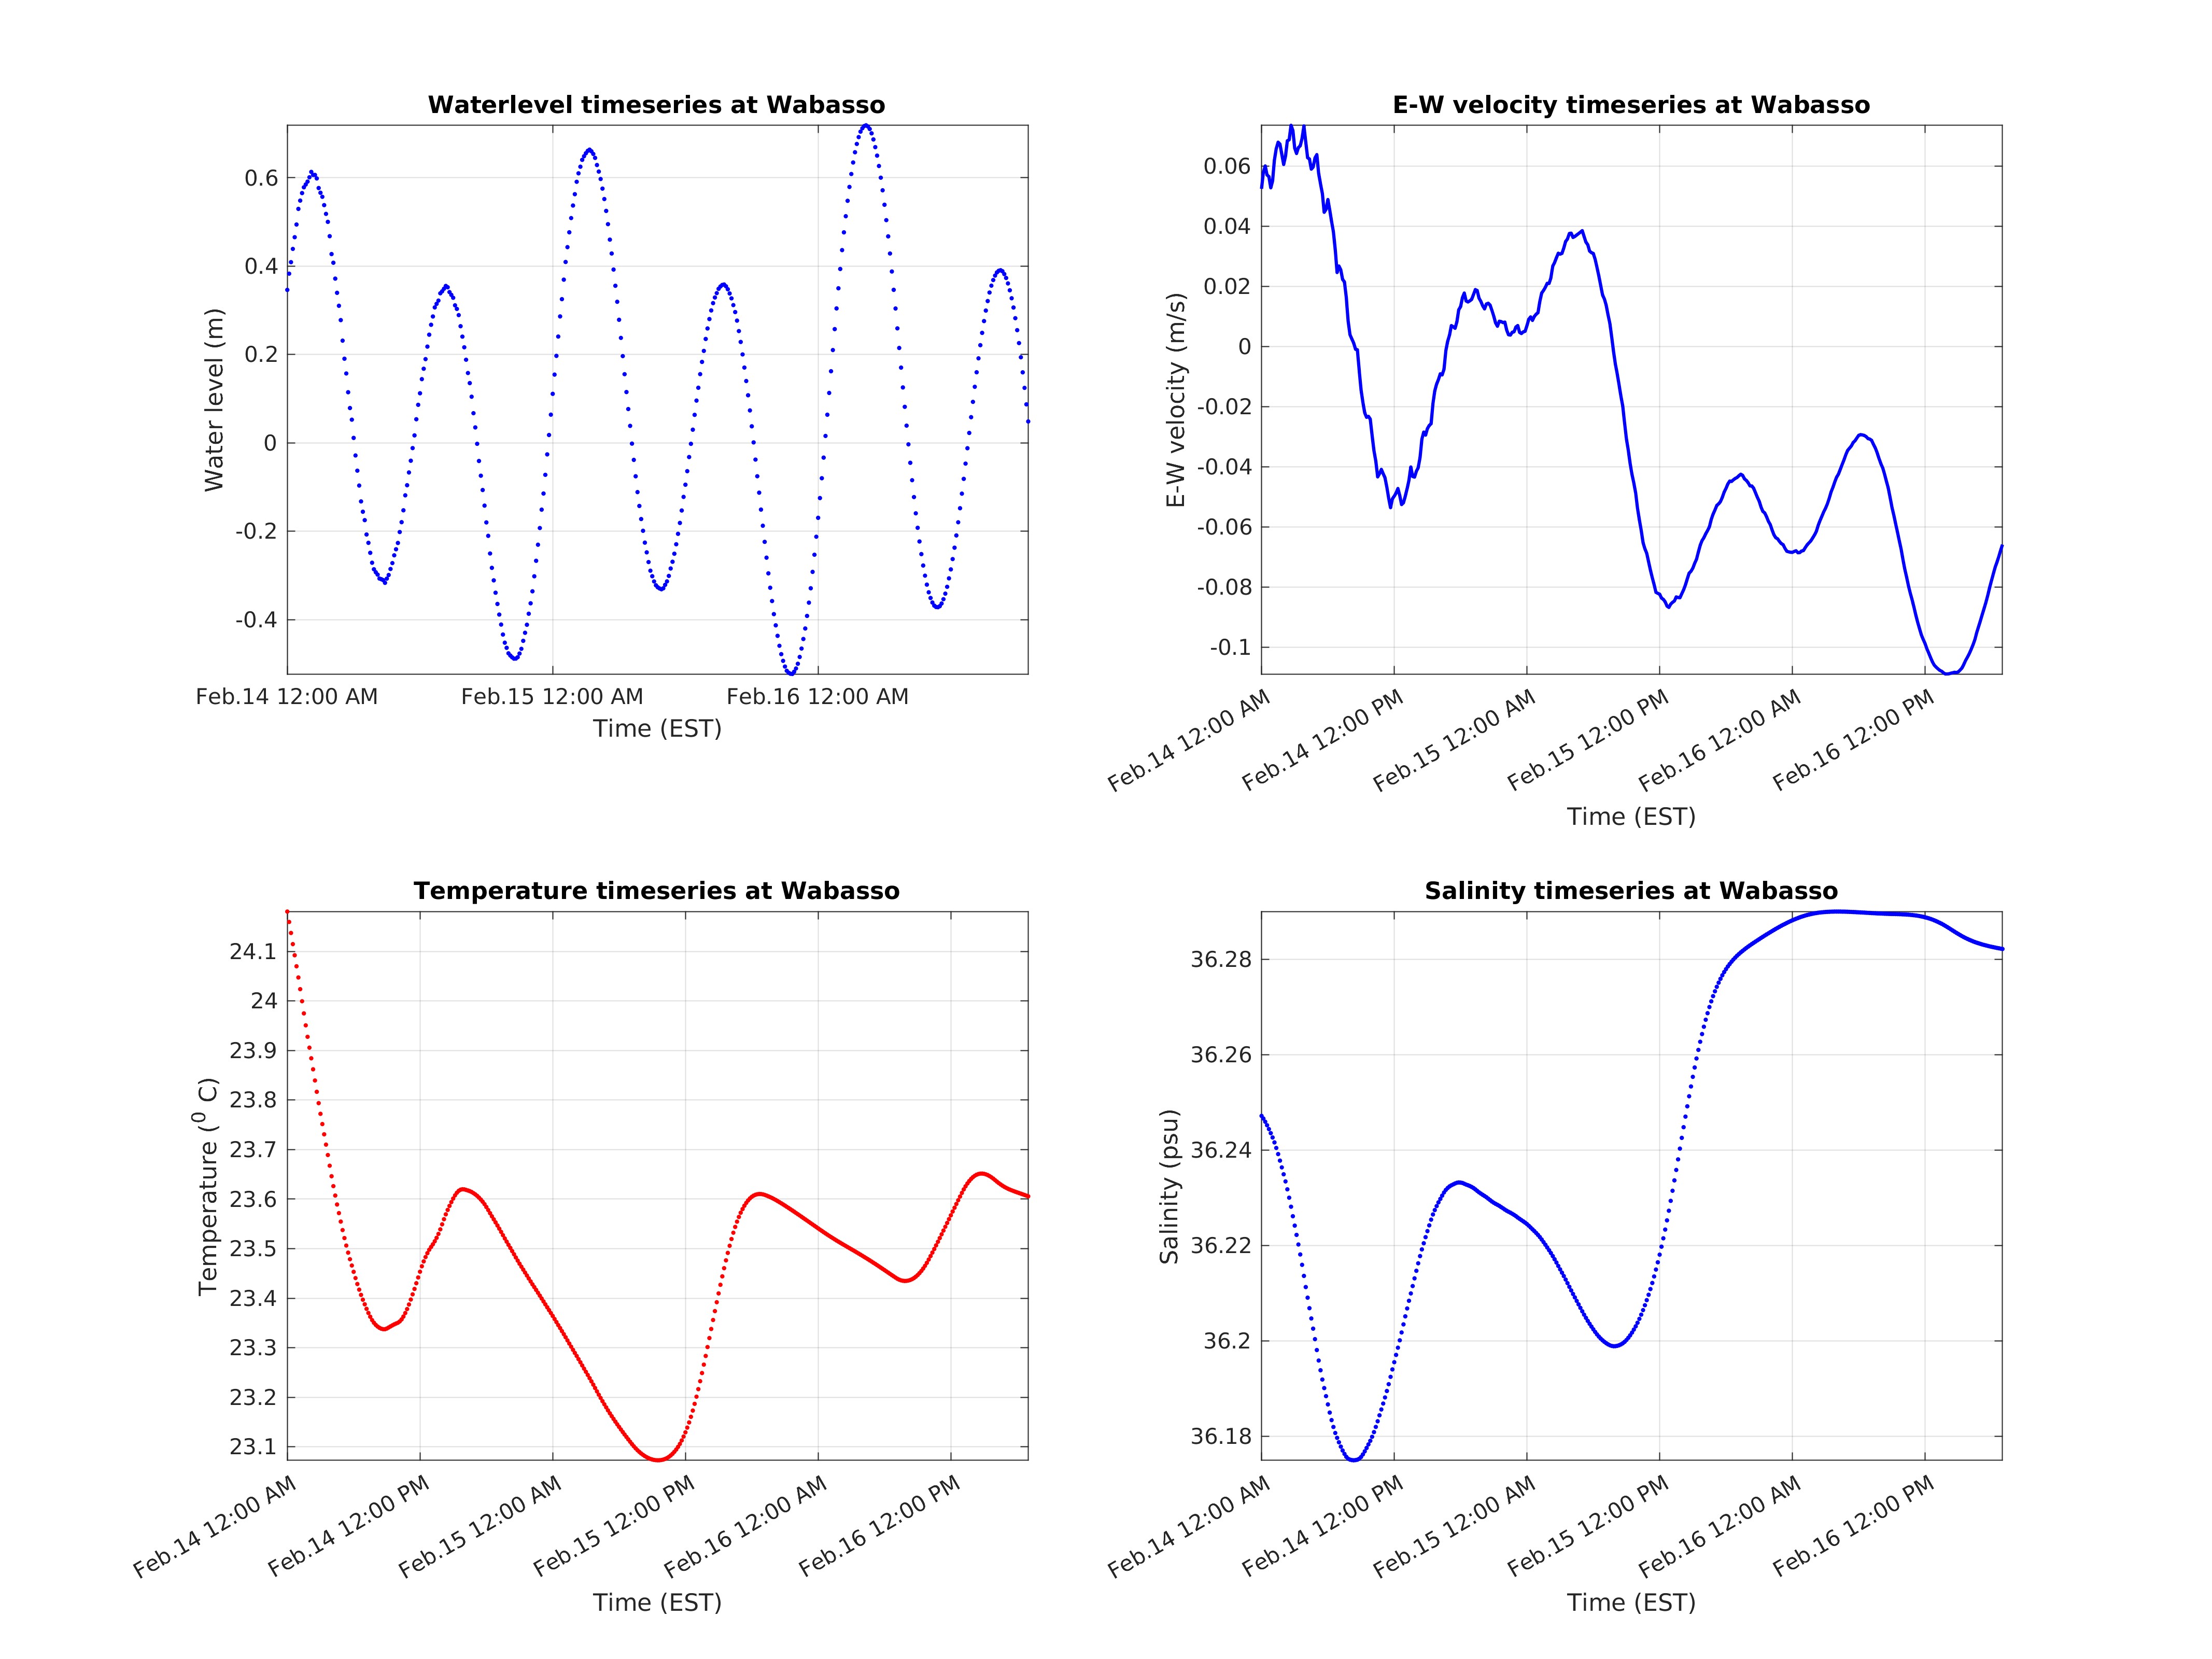 Waterlevel timeseries at Wabasso
0.6
0.4
0.2
0
-0.2
-0.4
Water level (m)
Feb.14 12:00 AM
Feb.15 12:00 AM
Feb.16 12:00 AM
Time (EST)
E-W velocity timeseries at Wabasso
0.06
0.04
0.02
0
-0.02
-0.04
-0.06
-0.08
-0.1
E-W velocity (m/s)
Feb.14 12:00 AM
Feb.14 12:00 PM
Feb.15 12:00 AM
Feb.15 12:00 PM
Feb.16 12:00 AM
Feb.16 12:00 PM
Time (EST)
Temperature timeseries at Wabasso
24.1
24
23.9
23.8
23.7
23.6
23.5
23.4
23.3
23.2
23.1
Temperature (⁰ C)
Feb.14 12:00 AM
Feb.14 12:00 PM
Feb.15 12:00 AM
Feb.15 12:00 PM
Feb.16 12:00 AM
Feb.16 12:00 PM
Time (EST)
Salinity timeseries at Wabasso
36.28
36.26
36.24
36.22
36.2
36.18
Salinity (psu)
Feb.14 12:00 AM
Feb.14 12:00 PM
Feb.15 12:00 AM
Feb.15 12:00 PM
Feb.16 12:00 AM
Feb.16 12:00 PM
Time (EST)